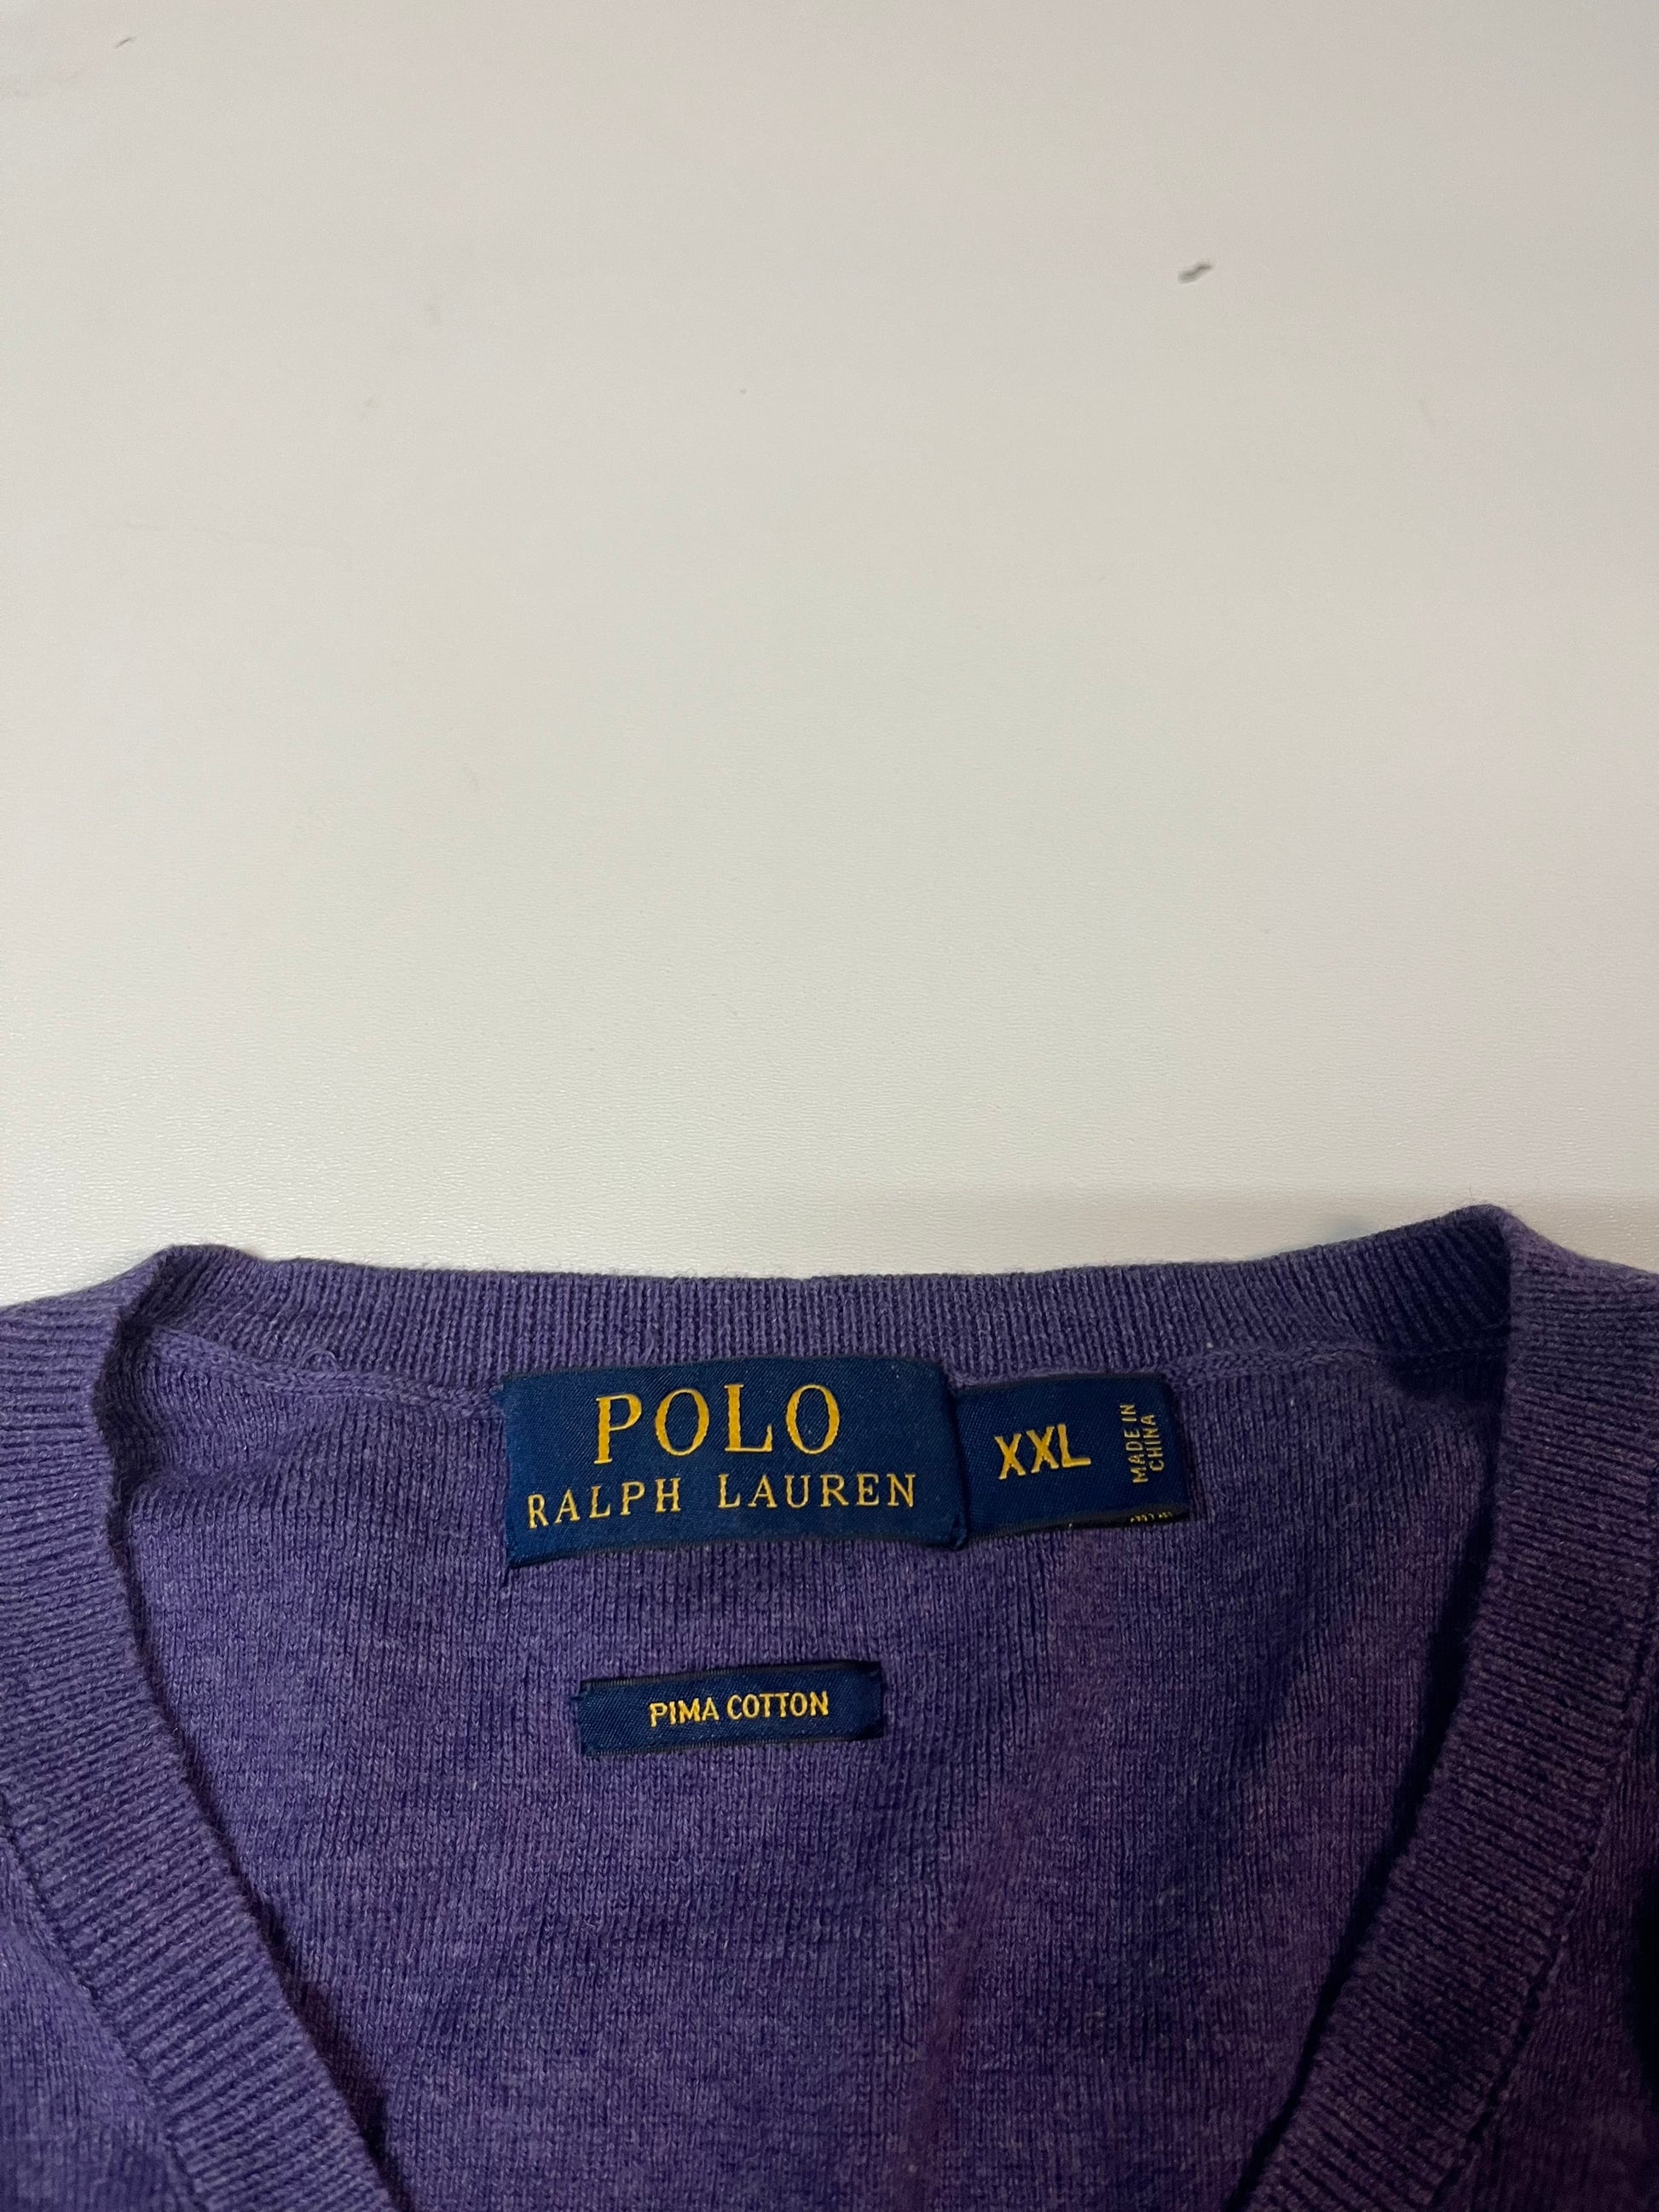 POLO
RALPH LAUREN
XXL
MADE IN
CHINA
PIMA COTTON